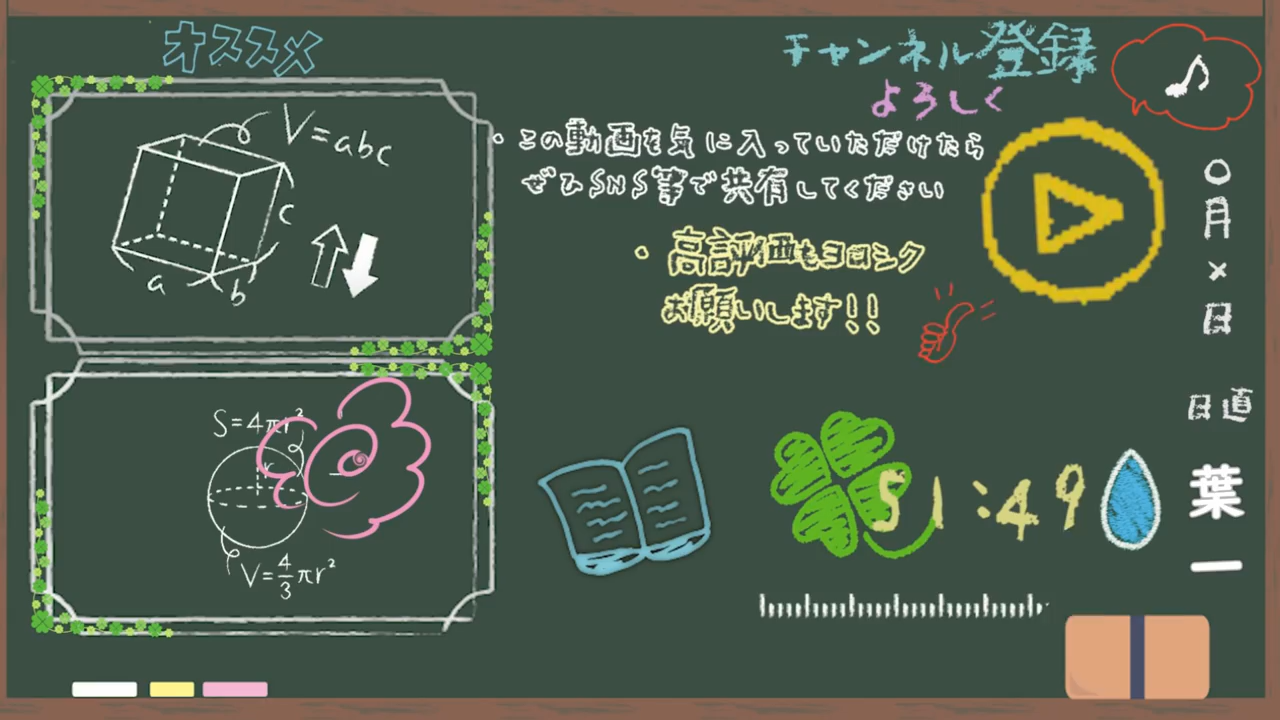 オススメ
V=abc
a
b
c
S=4πr²
r
V=4/3πr²
チャンネル登録
よろしく
・この動画を気に入っていただけたら
ぜひSNS等で共有してください
・高評価もヨロシク
お願いします!!
51:49
○月×日
日直
葉一